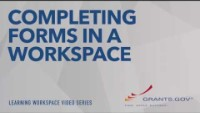 COMPLETING
FORMS IN A
WORKSPACE
LEARNING WORKSPACE VIDEO SERIES
GRANTS.GOV